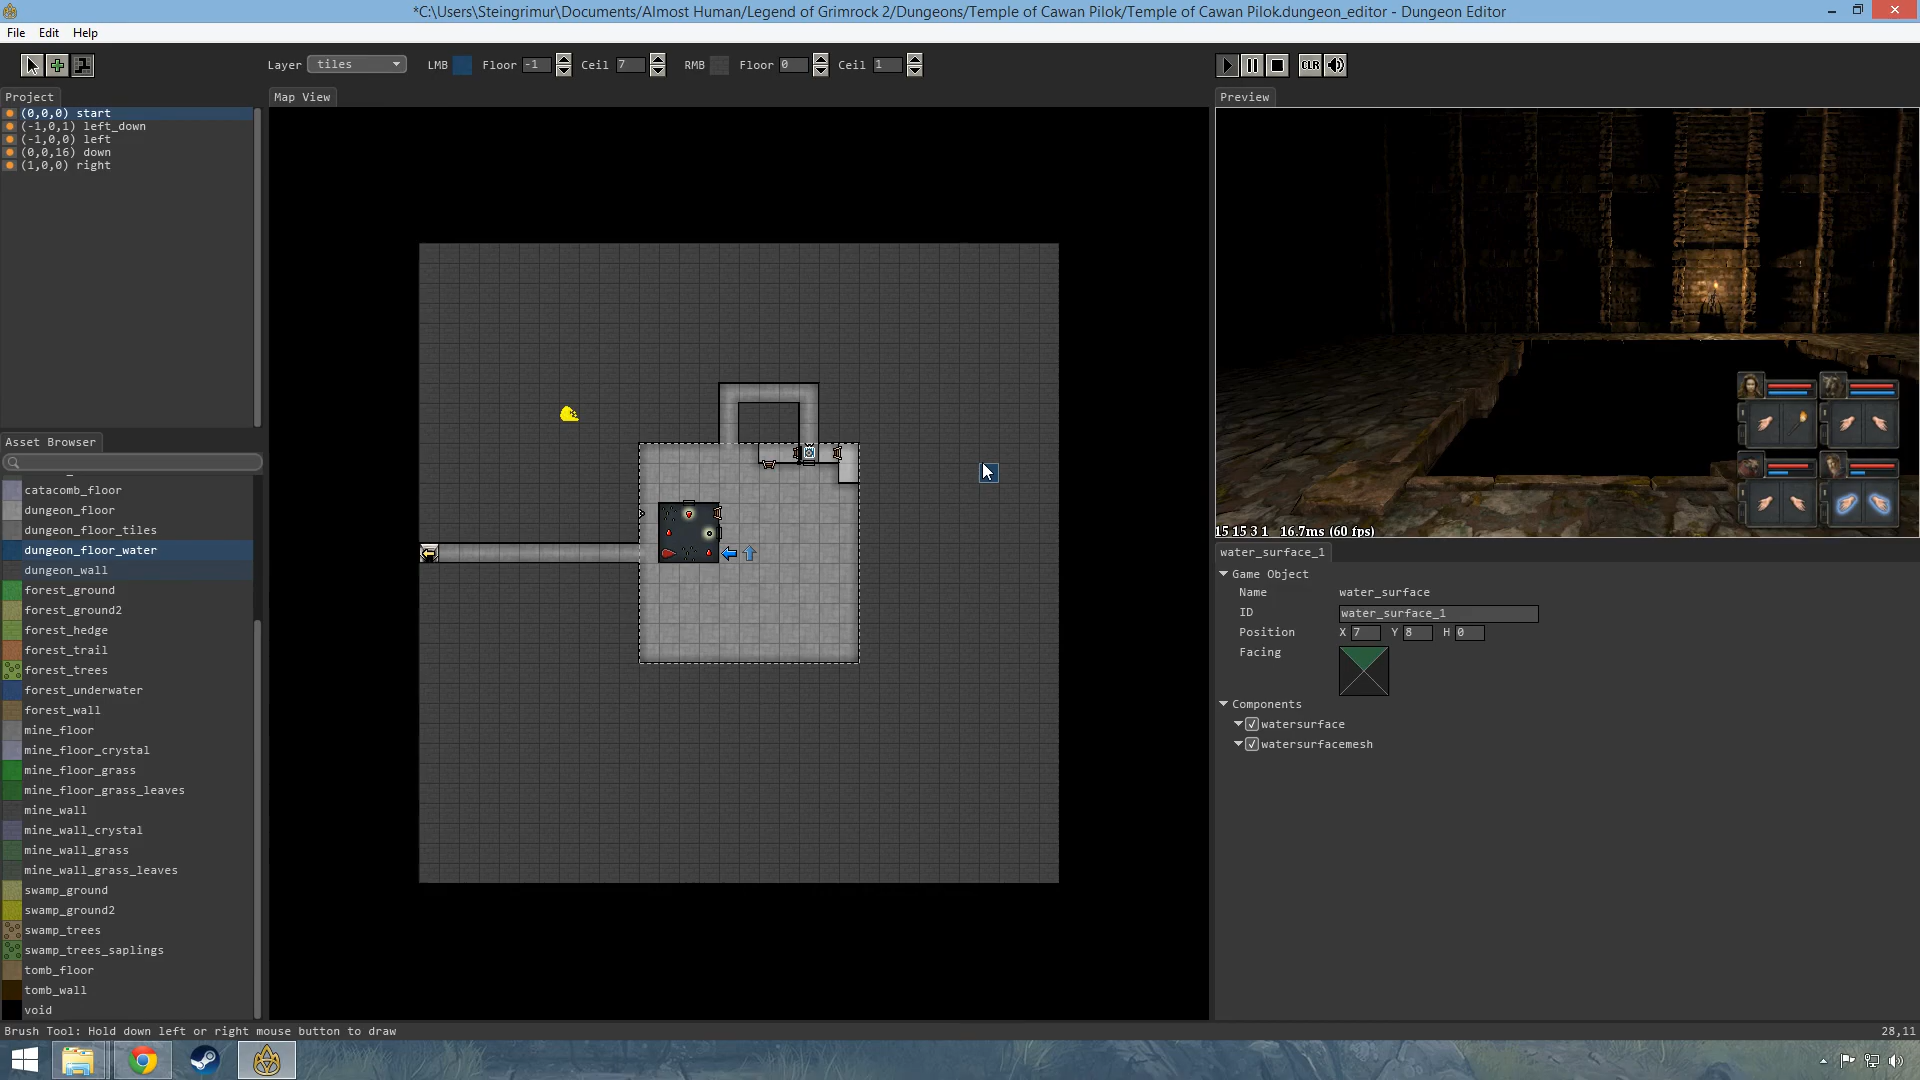 *C:\Users\Steingrimur\Documents/Almost Human/Legend of Grimrock 2/Dungeons/Temple of Cawan Pilok/Temple of Cawan Pilok.dungeon_editor - Dungeon Editor
File Edit Help
Layer tiles LMB Floor -1 Ceil 7 RMB Floor 0 Ceil 1 CLR
Project
(0,0,0) start
(-1,0,1) left_down
(-1,0,0) left
(0,0,16) down
(1,0,0) right
Asset Browser
catacomb_floor
dungeon_floor
dungeon_floor_tiles
dungeon_floor_water
dungeon_wall
forest_ground
forest_ground2
forest_hedge
forest_trail
forest_trees
forest_underwater
forest_wall
mine_floor
mine_floor_crystal
mine_floor_grass
mine_floor_grass_leaves
mine_wall
mine_wall_crystal
mine_wall_grass
mine_wall_grass_leaves
swamp_ground
swamp_ground2
swamp_trees
swamp_trees_saplings
tomb_floor
tomb_wall
void
Map View
Preview
15 15 3 1 16.7ms (60 fps)
water_surface_1
Game Object
Name water_surface
ID water_surface_1
Position X 7 Y 8 H 0
Facing
Components
watersurface
watersurfacemesh
Brush Tool: Hold down left or right mouse button to draw
28,11